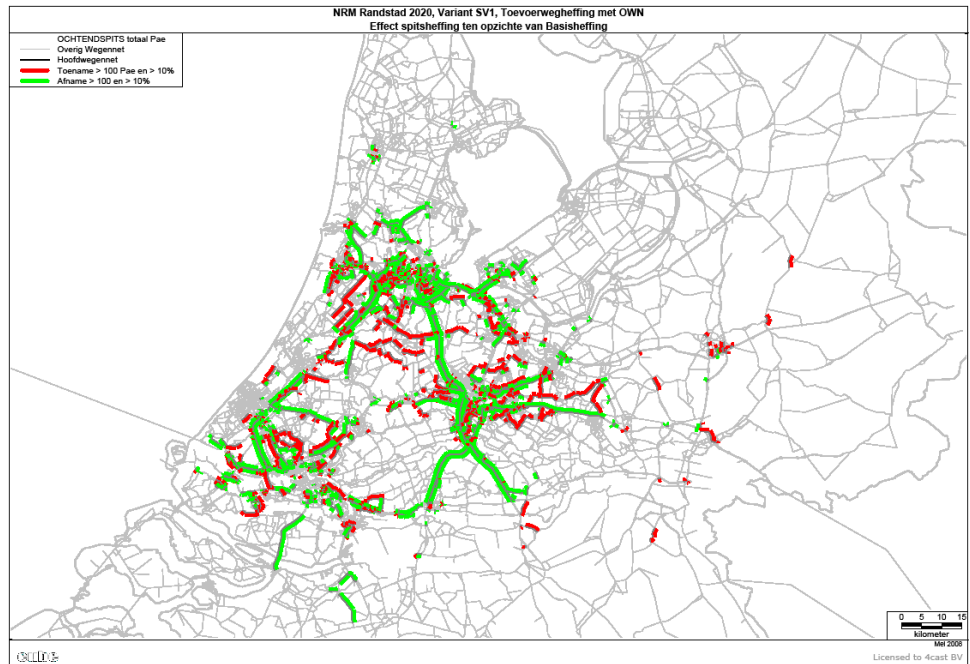 NRM Randstad 2020, Variant SV1, Toevoerwegheffing met OWN
Effect spitsheffing ten opzichte van Basisheffing
OCHTENDSPITS totaal Pae
Overig Wegennet
Hoofdwegennet
Toename > 100 Pae en > 10%
Afname > 100 en > 10%
0 5 10 15
kilometer
Mei 2008
cube
Licensed to 4cast BV